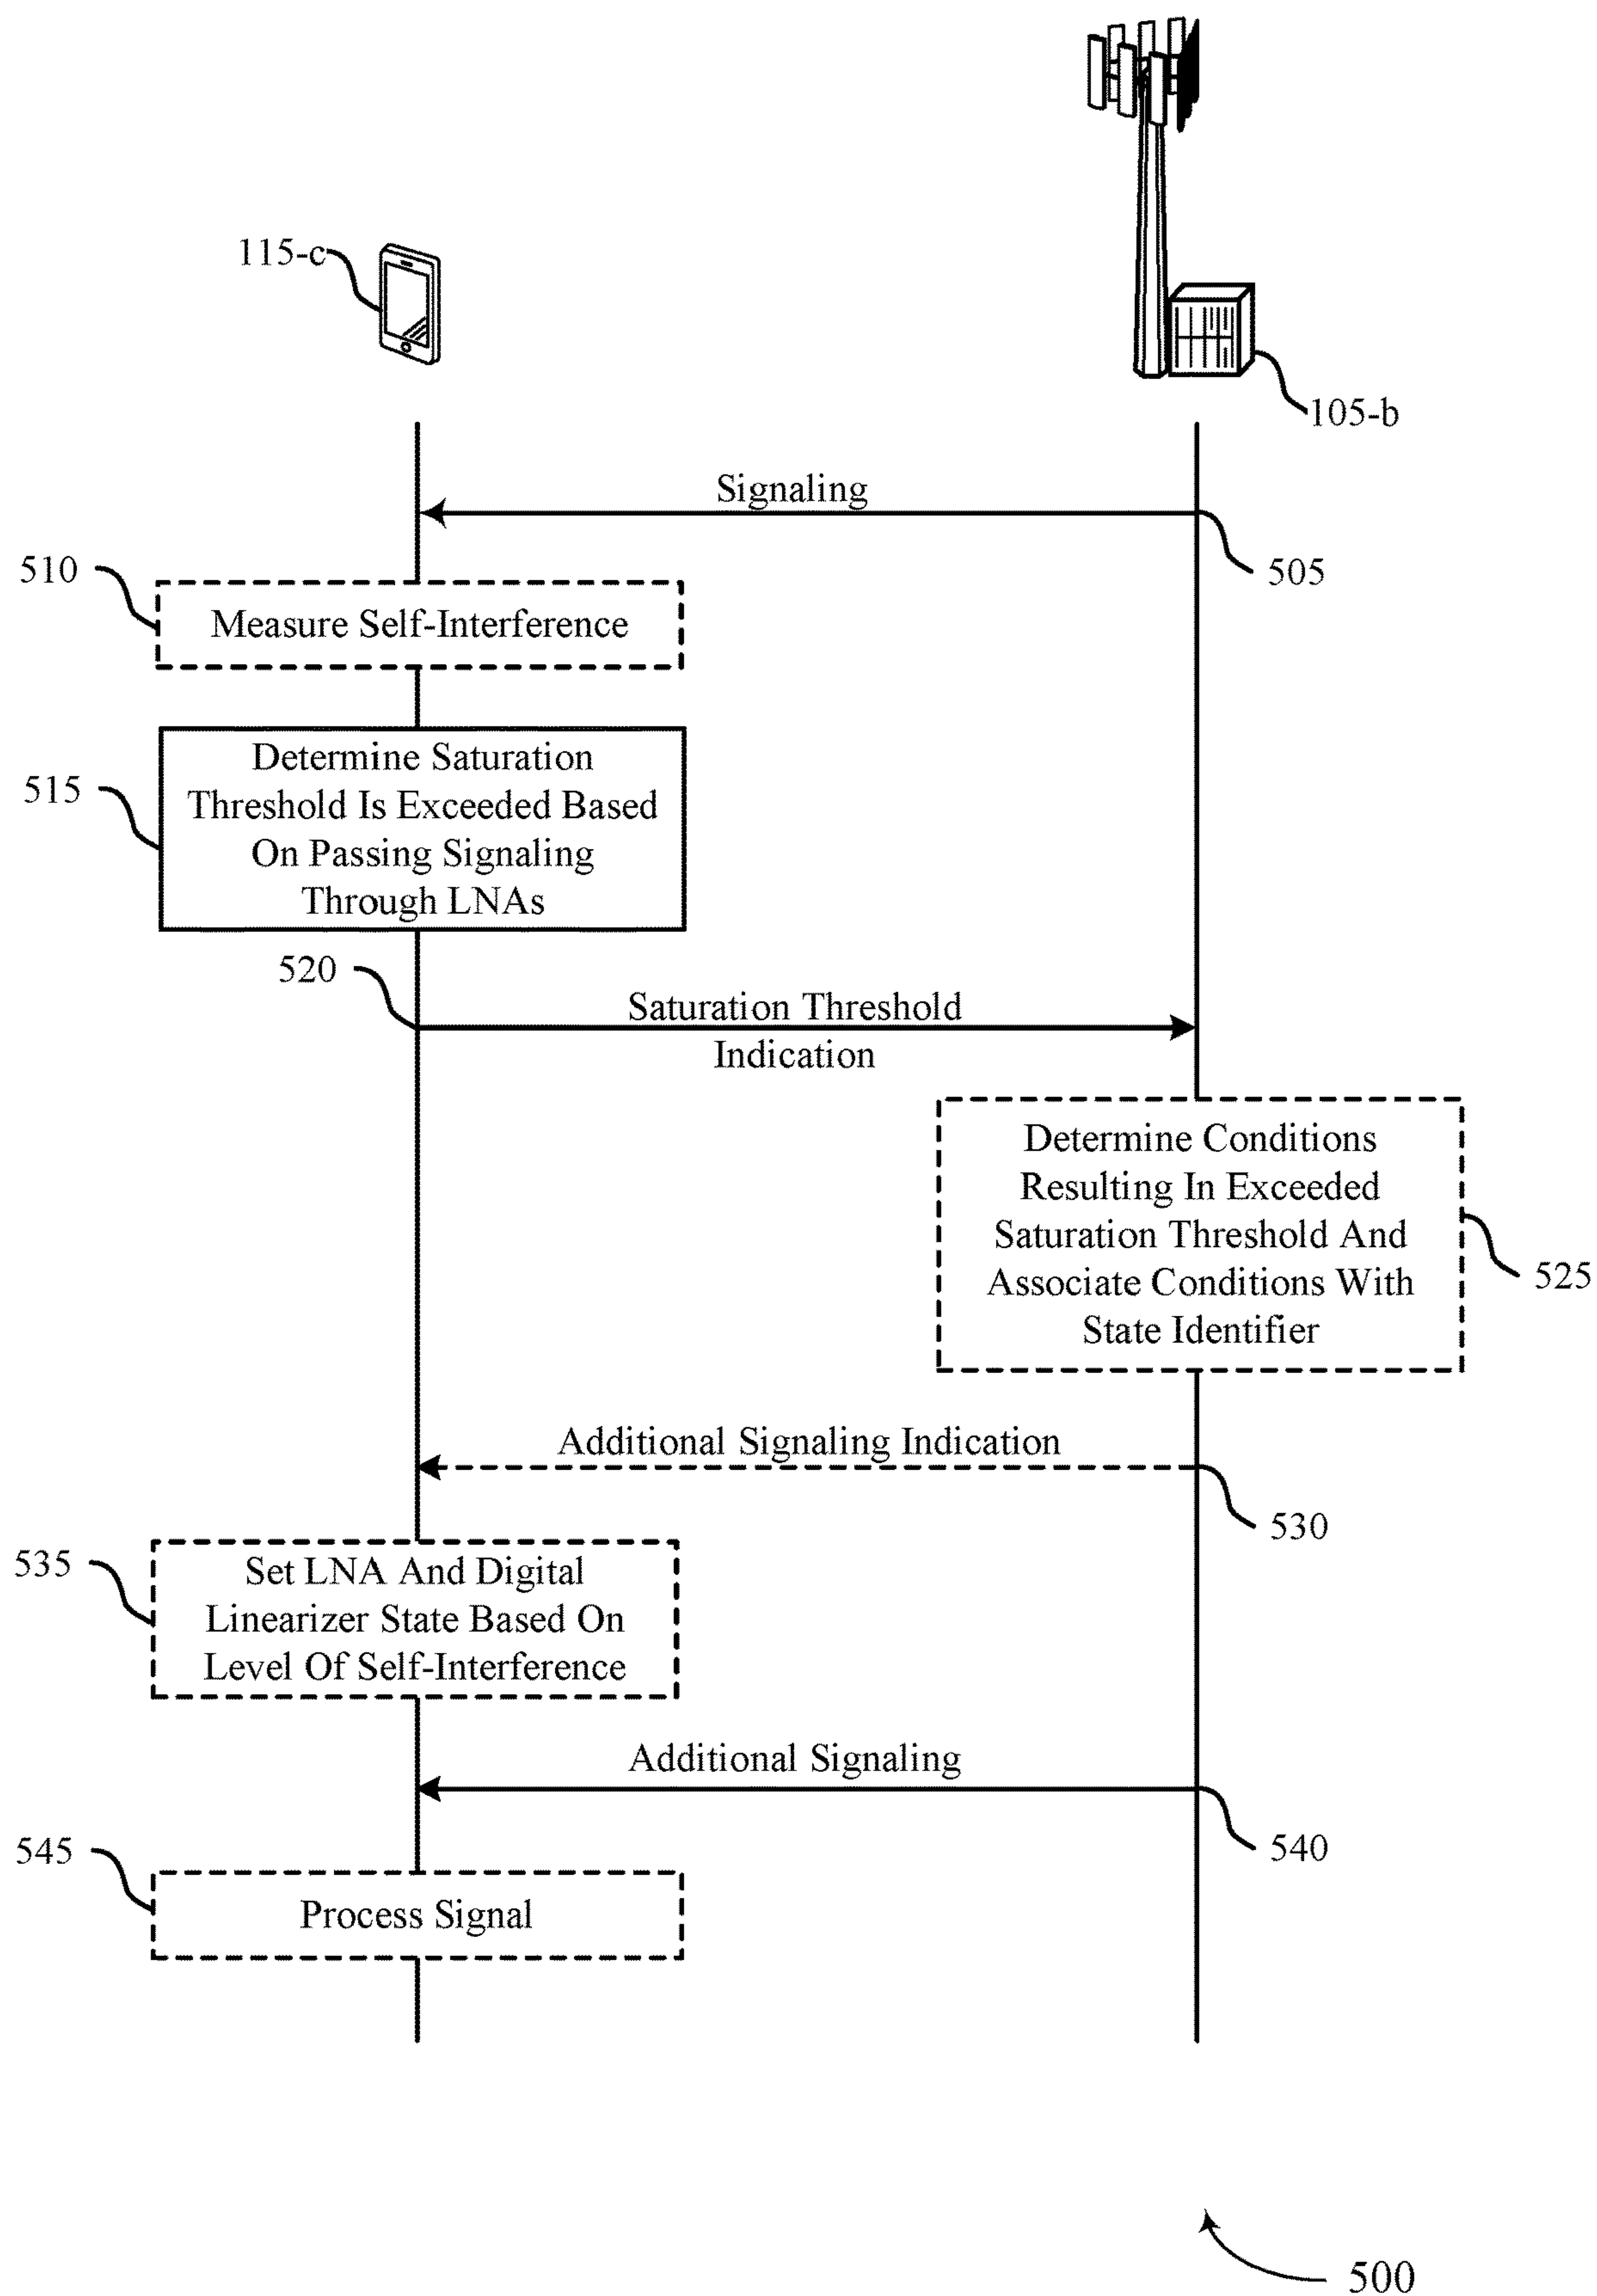 115-c
105-b
Signaling
505
510
Measure Self-Interference
515
Determine Saturation
Threshold Is Exceeded Based
On Passing Signaling
Through LNAs
520
Saturation Threshold
Indication
Determine Conditions
Resulting In Exceeded
Saturation Threshold And
Associate Conditions With
State Identifier
525
Additional Signaling Indication
530
535
Set LNA And Digital
Linearizer State Based On
Level Of Self-Interference
Additional Signaling
540
545
Process Signal
500